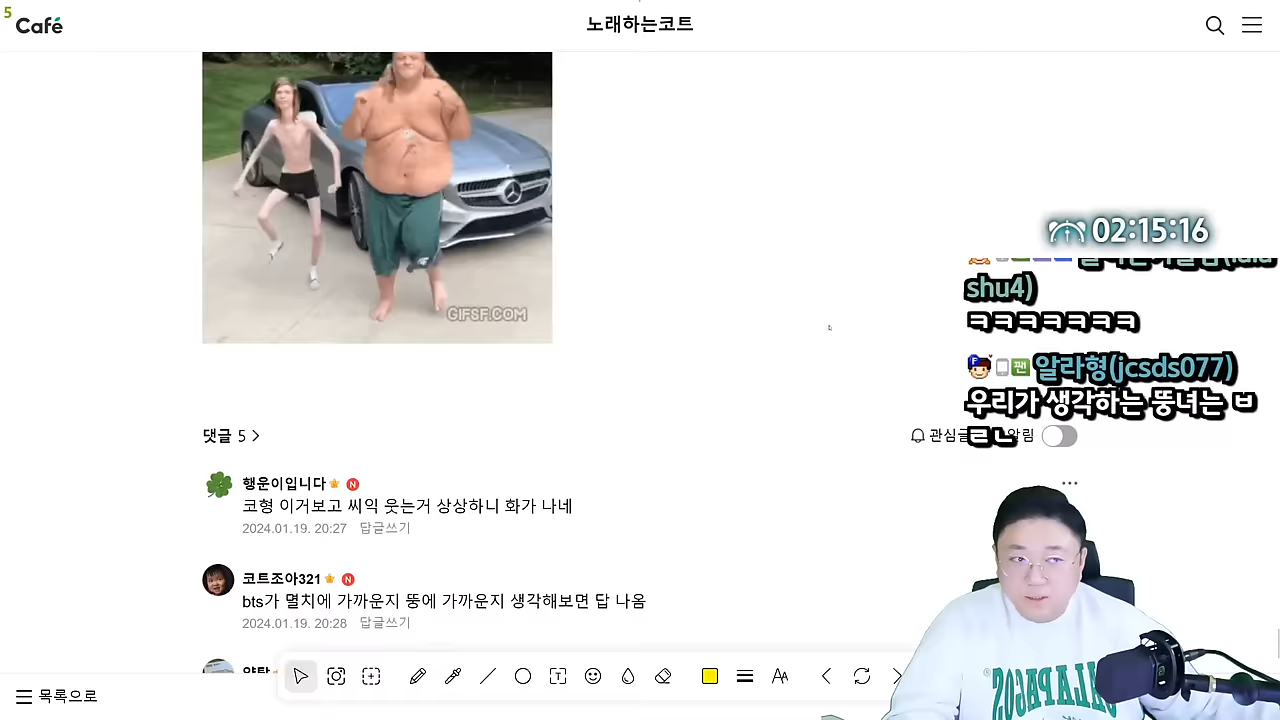 5
Café
노래하는코트
GIFSF.COM
02:15:16
shu4)
ㅋㅋㅋㅋㅋㅋㅋ
팬 알라형(jcsds077)
우리가 생각하는 뚱녀는 ㅂ
ㄹㄴ
댓글 5
관심글 알림
행운이입니다 N
코형 이거보고 씨익 웃는거 상상하니 화가 나네
2024.01.19. 20:27 답글쓰기
코트조아321 N
bts가 멸치에 가까운지 뚱에 가까운지 생각해보면 답 나옴
2024.01.19. 20:28 답글쓰기
목록으로
GALAPAGOS